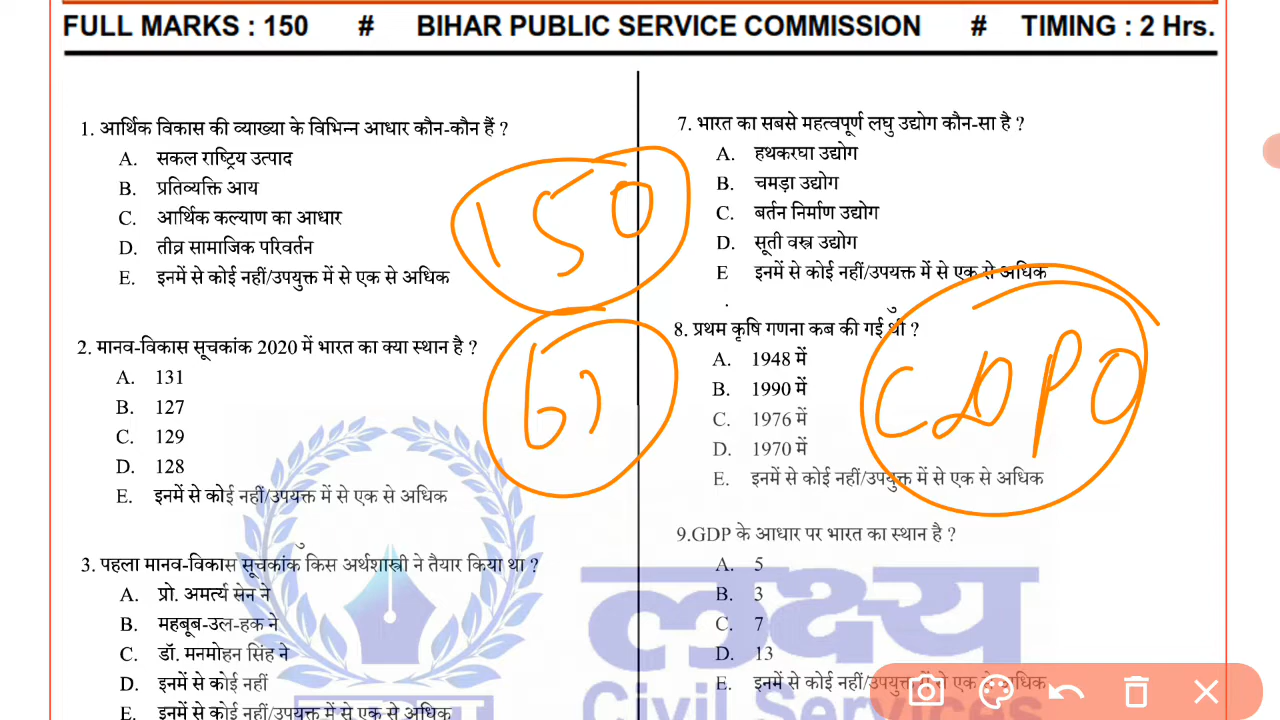 FULL MARKS : 150 # BIHAR PUBLIC SERVICE COMMISSION # TIMING : 2 Hrs.
1. आर्थिक विकास की व्याख्या के विभिन्न आधार कौन-कौन हैं ?
A. सकल राष्ट्रिय उत्पाद
B. प्रतिव्यक्ति आय
C. आर्थिक कल्याण का आधार
D. तीव्र सामाजिक परिवर्तन
E. इनमें से कोई नहीं/उपयुक्त में से एक से अधिक
150
2. मानव-विकास सूचकांक 2020 में भारत का क्या स्थान है ?
A. 131
B. 127
C. 129
D. 128
E. इनमें से कोई नहीं/उपयक्त में से एक से अधिक
3. पहला मानव-विकास सूचकांक किस अर्थशास्त्री ने तैयार किया था ?
A. प्रो. अमर्त्य सेन ने
B. महबूब-उल-हक ने
C. डॉ. मनमोहन सिंह ने
D. इनमें से कोई नहीं
E. इनमें से कोई नहीं/उपयुक्त में से एक से अधिक
7. भारत का सबसे महत्वपूर्ण लघु उद्योग कौन-सा है ?
A. हथकरघा उद्योग
B. चमड़ा उद्योग
C. बर्तन निर्माण उद्योग
D. सूती वस्त्र उद्योग
E इनमें से कोई नहीं/उपयक्त में से एक से अधिक
8. प्रथम कृषि गणना कब की गई थी ?
A. 1948 में
B. 1990 में
C. 1976 में
D. 1970 में
E. इनमें से कोई नहीं/उपयुक्त में से एक से अधिक
CDPO
9.GDP के आधार पर भारत का स्थान है ?
A. 5
B. 3
C. 7
D. 13
E. इनमें से कोई नहीं/उपयुक्त में से एक से अधिक
लक्ष्य
Civil Services